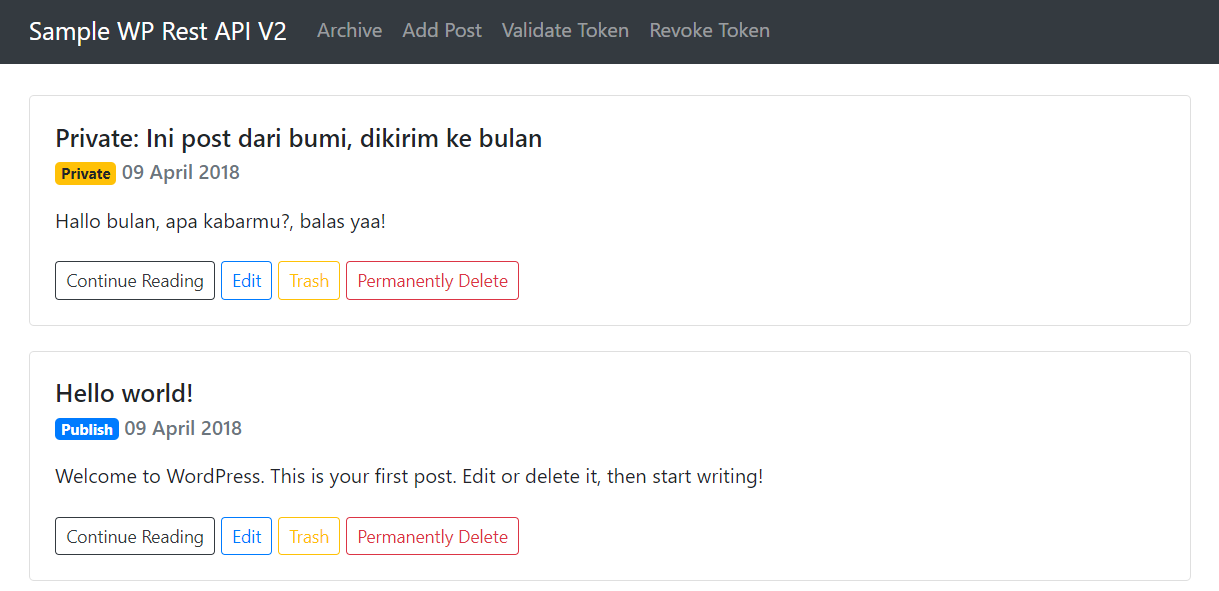 Sample WP Rest API V2 Archive Add Post Validate Token Revoke Token
Private: Ini post dari bumi, dikirim ke bulan
Private 09 April 2018
Hallo bulan, apa kabarmu?, balas yaa!
Continue Reading Edit Trash Permanently Delete
Hello world!
Publish 09 April 2018
Welcome to WordPress. This is your first post. Edit or delete it, then start writing!
Continue Reading Edit Trash Permanently Delete